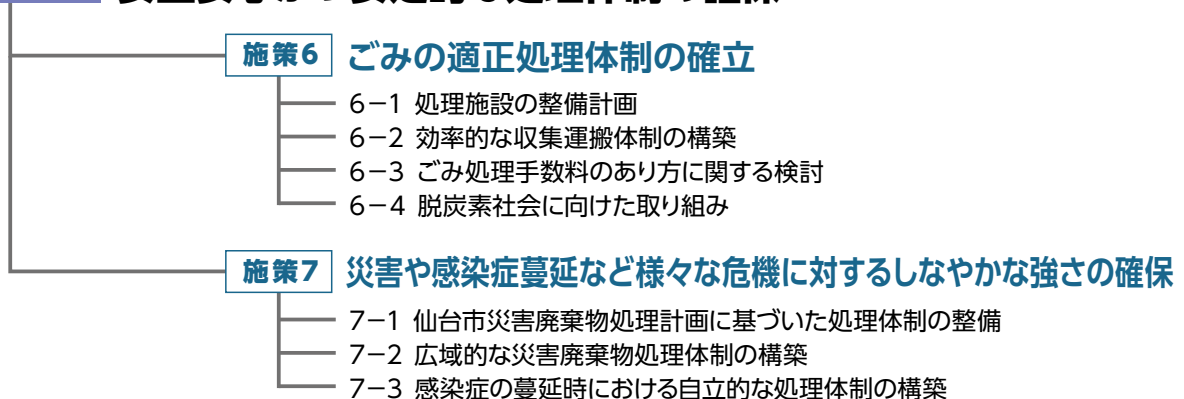 施策6 ごみの適正処理体制の確立
6−1 処理施設の整備計画
6−2 効率的な収集運搬体制の構築
6−3 ごみ処理手数料のあり方に関する検討
6−4 脱炭素社会に向けた取り組み
施策7 災害や感染症蔓延など様々な危機に対するしなやかな強さの確保
7−1 仙台市災害廃棄物処理計画に基づいた処理体制の整備
7−2 広域的な災害廃棄物処理体制の構築
7−3 感染症の蔓延時における自立的な処理体制の構築